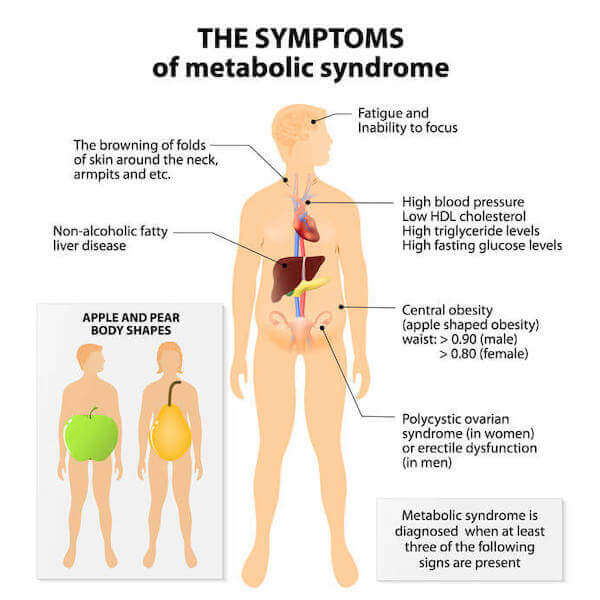 THE SYMPTOMS
of metabolic syndrome
Fatigue and
Inability to focus
The browning of folds
of skin around the neck,
armpits and etc.
High blood pressure
Low HDL cholesterol
High triglyceride levels
High fasting glucose levels
Non-alcoholic fatty
liver disease
Central obesity
(apple shaped obesity)
waist: > 0.90 (male)
> 0.80 (female)
APPLE AND PEAR
BODY SHAPES
Polycystic ovarian
syndrome (in women)
or erectile dysfunction
(in men)
Metabolic syndrome is
diagnosed when at least
three of the following
signs are present